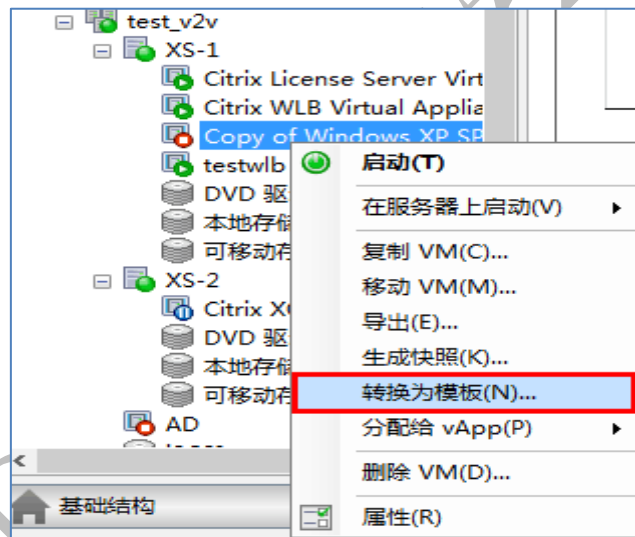 test_v2v
XS-1
Citrix License Server Virt
Citrix WLB Virtual Applia
Copy of Windows XP SP
testwlb
DVD 驱
本地存储
可移动存
XS-2
Citrix
DVD 驱
本地存储
可移动存
AD
基础结构
启动(T)
在服务器上启动(V)
复制 VM(C)...
移动 VM(M)...
导出(E)...
生成快照(K)...
转换为模板(N)...
分配给 vApp(P)
删除 VM(D)...
属性(R)